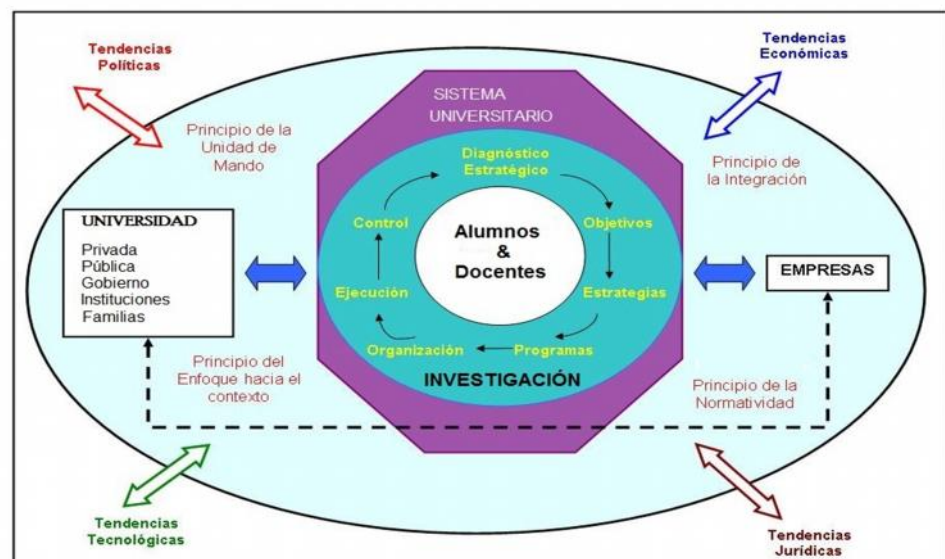 Tendencias
Políticas
Tendencias
Económicas
SISTEMA
UNIVERSITARIO
Principio de la
Unidad de
Mando
Principio de
la Integración
Diagnóstico
Estratégico
Control
Objetivos
Alumnos
&
Docentes
UNIVERSIDAD
Privada
Pública
Gobierno
Instituciones
Familias
EMPRESAS
Ejecución
Estrategias
Organización
Programas
INVESTIGACIÓN
Principio del
Enfoque hacia el
contexto
Principio de la
Normatividad
Tendencias
Tecnológicas
Tendencias
Jurídicas